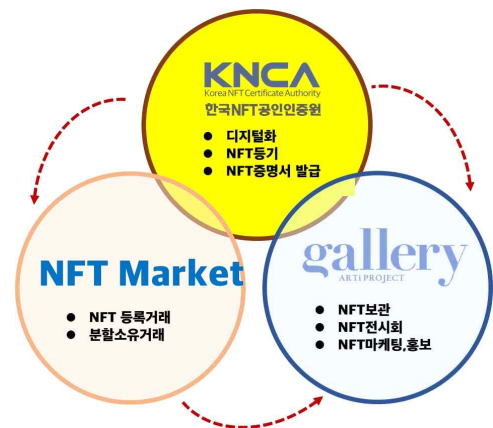 KNCA
Korea NFT Certificate Authority
한국NFT공인인증원
● 디지털화
● NFT등기
● NFT증명서 발급
NFT Market
● NFT 등록거래
● 분할소유거래
gallery
ARTi PROJECT
● NFT보관
● NFT전시회
● NFT마케팅,홍보